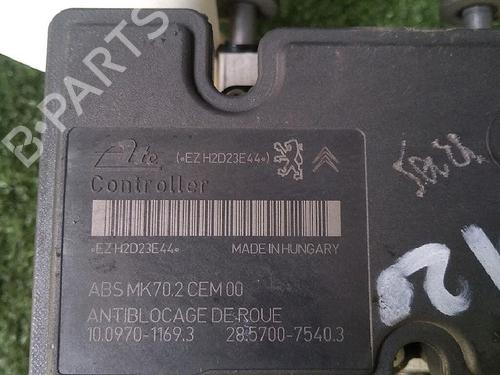 B-PARTS
Ate (*EZ H2D23E44*)
Controller
*EZ H2D23E44* MADE IN HUNGARY
ABS MK70.2 CEM 00
ANTIBLOCAGE DE ROUE
10.0970-1169.3 28.5700-7540.3